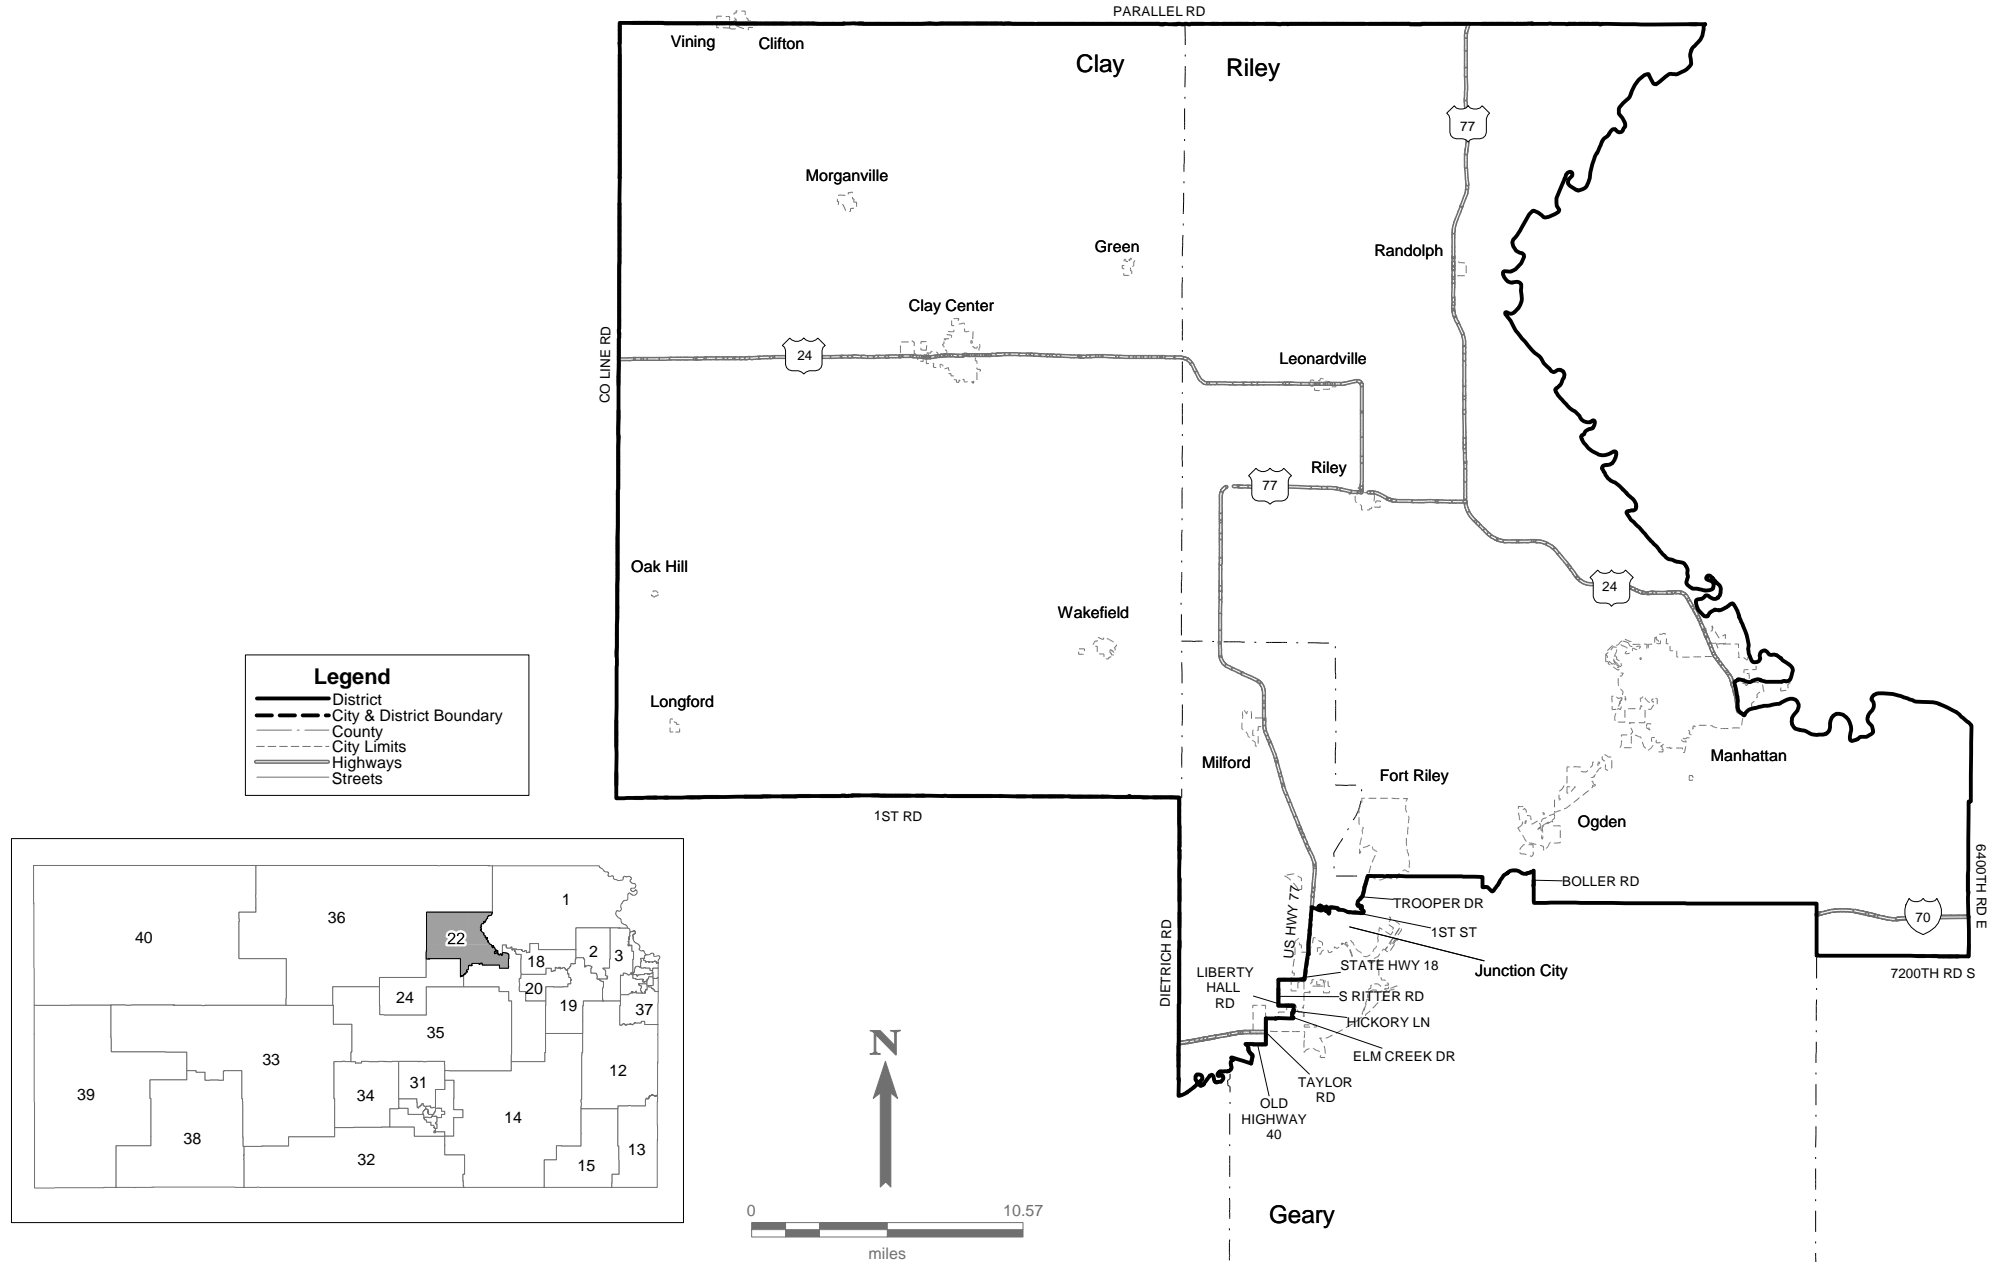 PARALLEL RD
Vining
Clifton
Clay
Riley
77
Morganville
Green
Randolph
Clay Center
CO LINE RD
24
Leonardville
Riley
77
Oak Hill
24
Wakefield
Longford
Milford
Manhattan
Fort Riley
Ogden
1ST RD
6400TH RD E
BOLLER RD
TROOPER DR
US HWY 77
70
1ST ST
DIETRICH RD
STATE HWY 18
Junction City
7200TH RD S
LIBERTY
HALL
RD
S RITTER RD
HICKORY LN
ELM CREEK DR
TAYLOR
RD
OLD
HIGHWAY
40
Geary
Legend
District
City & District Boundary
County
City Limits
Highways
Streets
1
36
40
22
2
3
18
20
24
19
37
35
33
12
31
39
34
14
38
13
32
15
N
0
10.57
miles